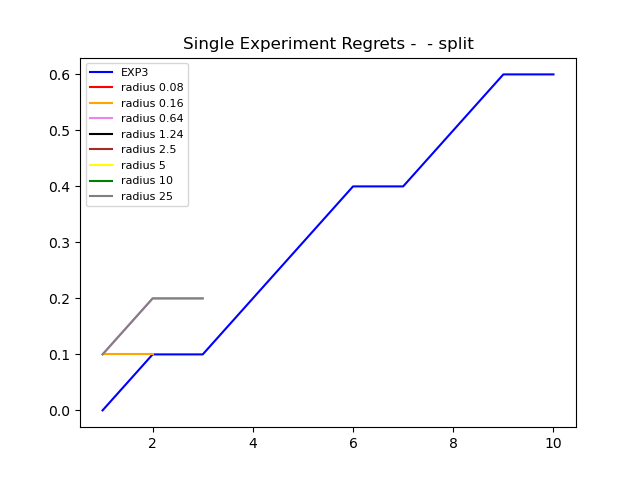 Single Experiment Regrets -  - split
EXP3
radius 0.08
radius 0.16
radius 0.64
radius 1.24
radius 2.5
radius 5
radius 10
radius 25
0.6
0.5
0.4
0.3
0.2
0.1
0.0
2 4 6 8 10